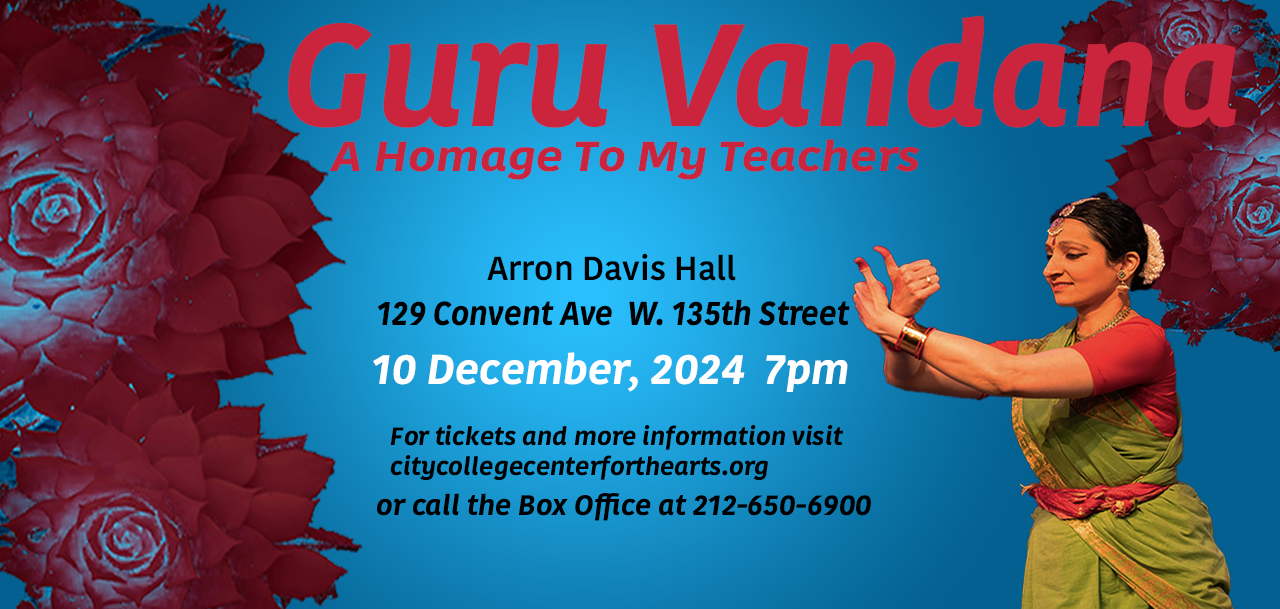 Guru Vandana
A Homage To My Teachers
Arron Davis Hall
129 Convent Ave W. 135th Street
10 December, 2024 7pm
For tickets and more information visit
citycollegecenterforthearts.org
or call the Box Office at 212-650-6900